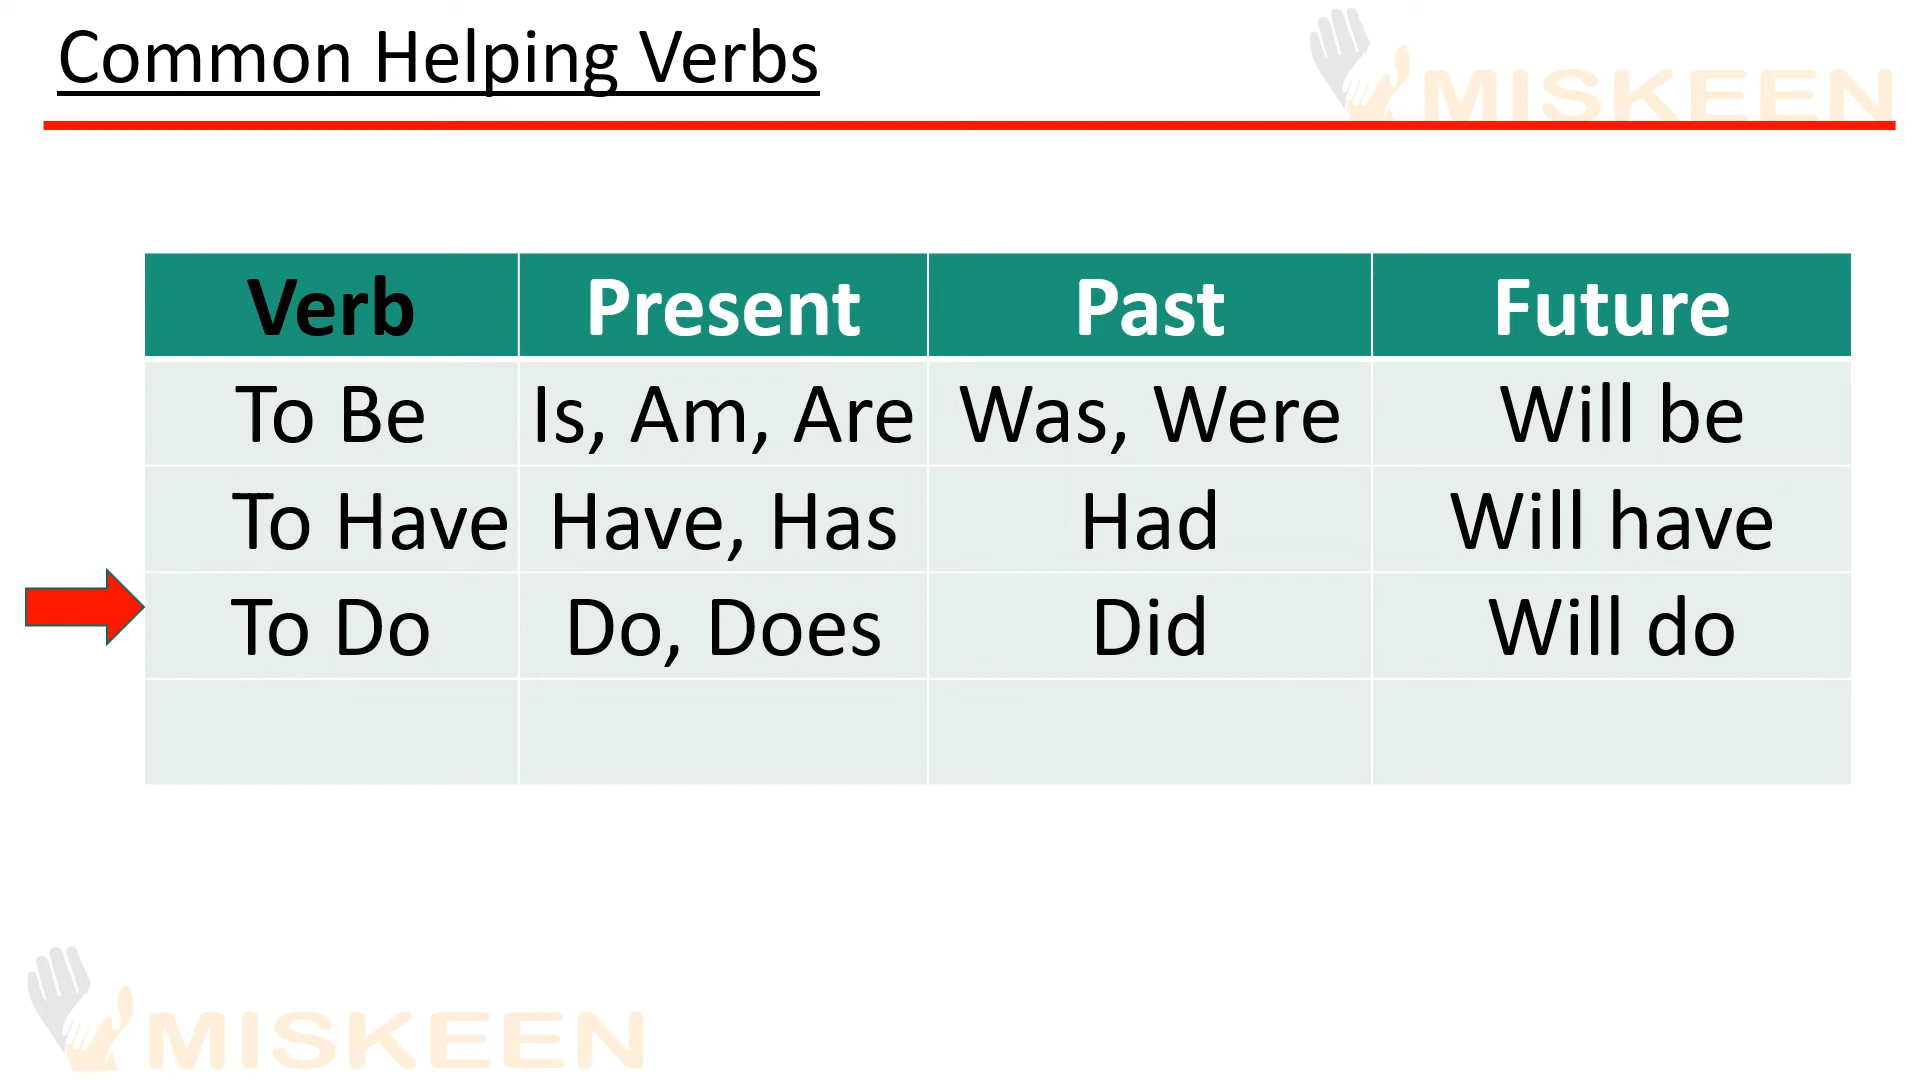 Common Helping Verbs
MISKEEN
Verb Present Past Future
To Be Is, Am, Are Was, Were Will be
To Have Have, Has Had Will have
To Do Do, Does Did Will do
MISKEEN